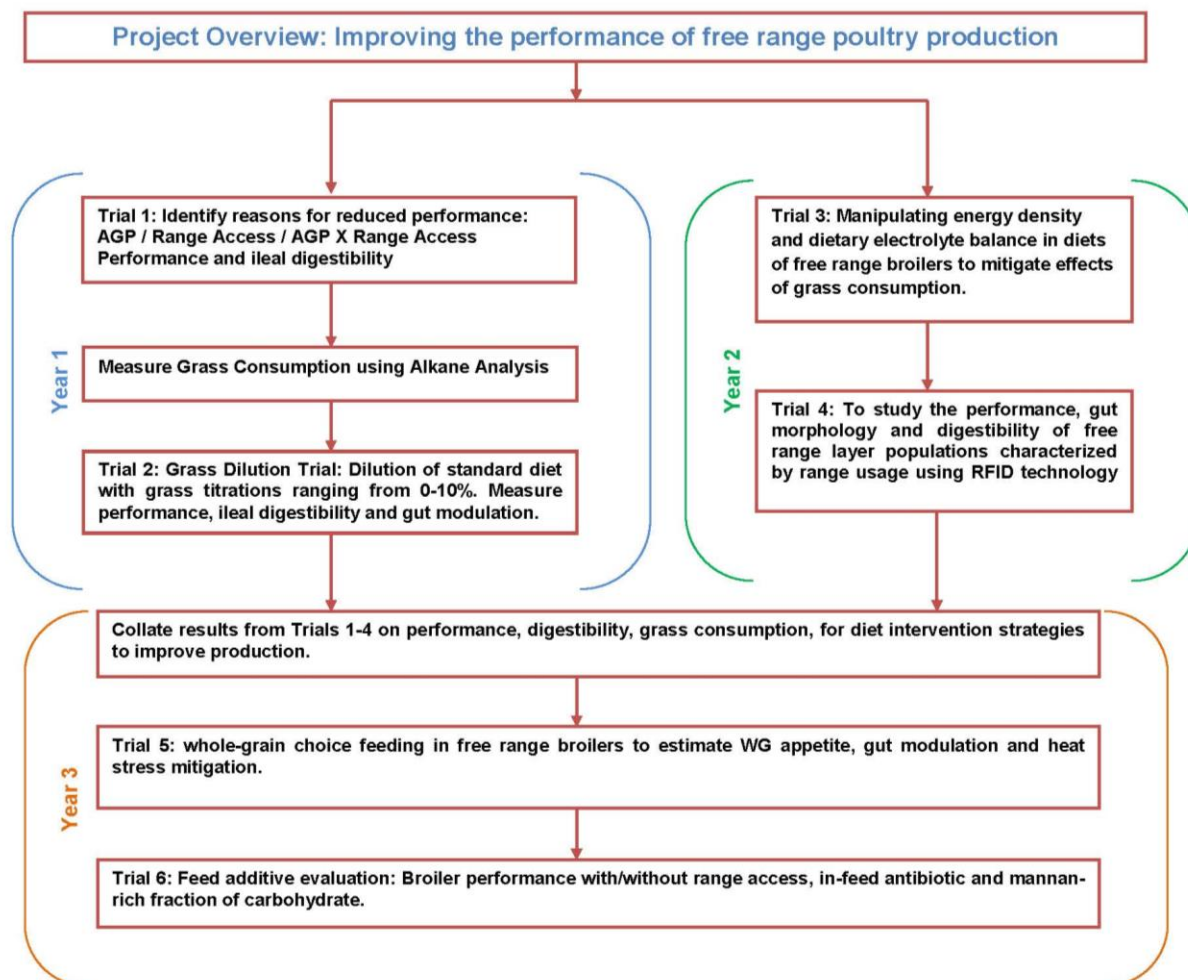 Project Overview: Improving the performance of free range poultry production
Year 1
Trial 1: Identify reasons for reduced performance:
AGP / Range Access / AGP X Range Access
Performance and ileal digestibility
Measure Grass Consumption using Alkane Analysis
Trial 2: Grass Dilution Trial: Dilution of standard diet
with grass titrations ranging from 0-10%. Measure
performance, ileal digestibility and gut modulation.
Year 2
Trial 3: Manipulating energy density
and dietary electrolyte balance in diets
of free range broilers to mitigate effects
of grass consumption.
Trial 4: To study the performance, gut
morphology and digestibility of free
range layer populations characterized
by range usage using RFID technology
Year 3
Collate results from Trials 1-4 on performance, digestibility, grass consumption, for diet intervention strategies
to improve production.
Trial 5: whole-grain choice feeding in free range broilers to estimate WG appetite, gut modulation and heat
stress mitigation.
Trial 6: Feed additive evaluation: Broiler performance with/without range access, in-feed antibiotic and mannan-
rich fraction of carbohydrate.